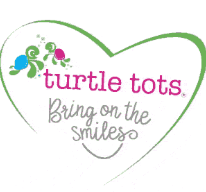 turtle tots®
Bring on the
smiles